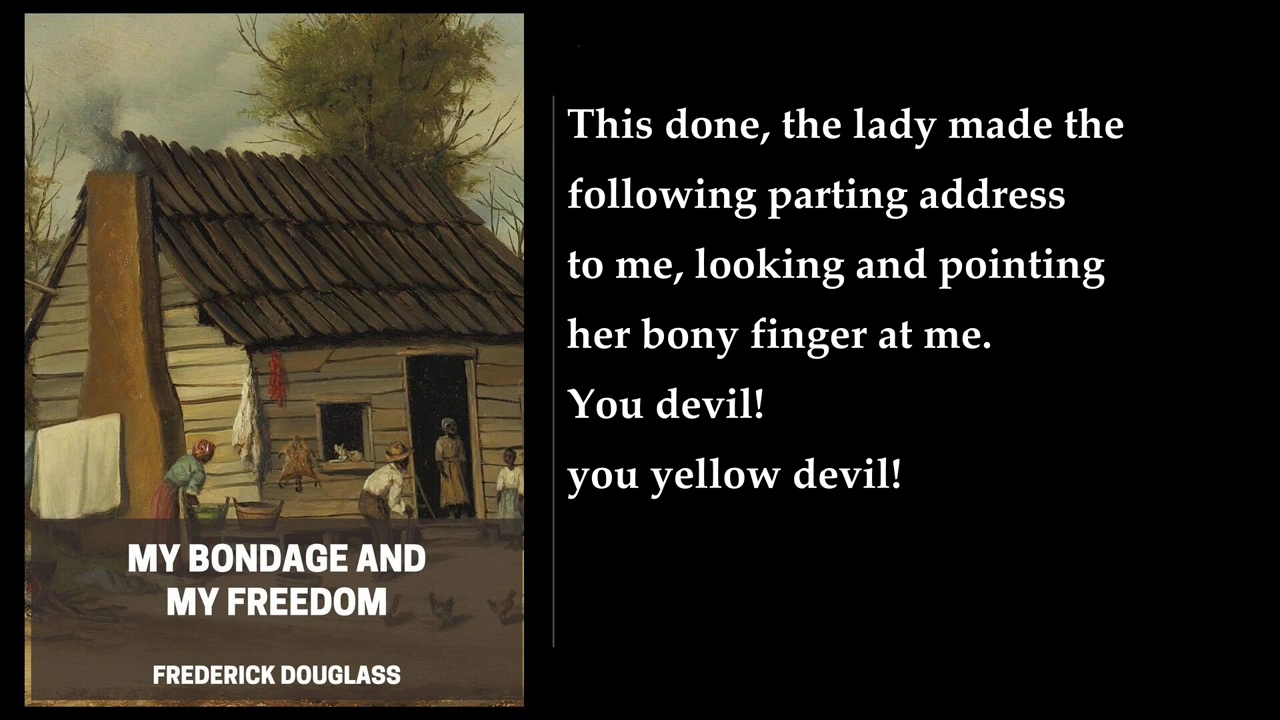 MY BONDAGE AND
MY FREEDOM
FREDERICK DOUGLASS
This done, the lady made the
following parting address
to me, looking and pointing
her bony finger at me.
You devil!
you yellow devil!